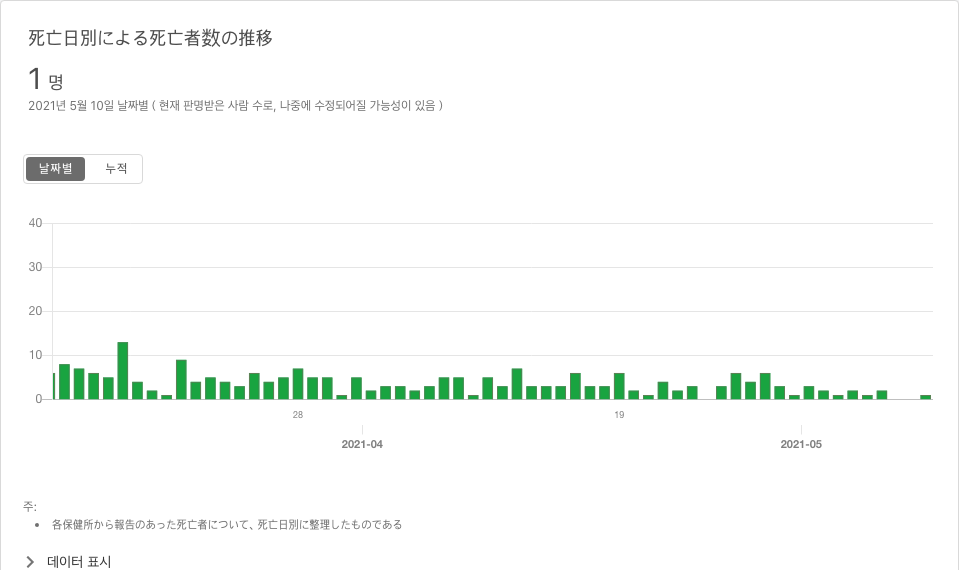 死亡日別による死亡者数の推移
1 명
2021년 5월 10일 날짜별 ( 현재 판명받은 사람 수로, 나중에 수정되어질 가능성이 있음 )
날짜별 누적
40
30
20
10
0
28 19
2021-04 2021-05
주:
• 各保健所から報告のあった死亡者について、死亡日別に整理したものである
데이터 표시